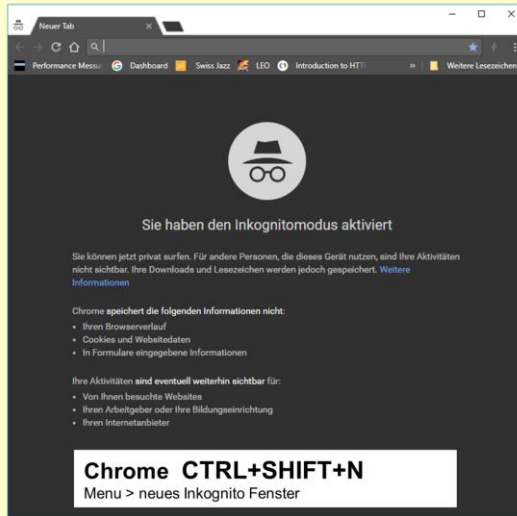 Neuer Tab
Performance Messu
Dashboard
Swiss Jazz
LEO
Introduction to HTT
»
Weitere Lesezeichen
Sie haben den Inkognitomodus aktiviert
Sie können jetzt privat surfen. Für andere Personen, die dieses Gerät nutzen, sind Ihre Aktivitäten
nicht sichtbar. Ihre Downloads und Lesezeichen werden jedoch gespeichert. Weitere
Informationen
Chrome speichert die folgenden Informationen nicht:
• Ihren Browserverlauf
• Cookies und Websitedaten
• In Formulare eingegebene Informationen
Ihre Aktivitäten sind eventuell weiterhin sichtbar für:
• Von Ihnen besuchte Websites
• Ihren Arbeitgeber oder Ihre Bildungseinrichtung
• Ihren Internetanbieter
Chrome CTRL+SHIFT+N
Menu > neues Inkognito Fenster